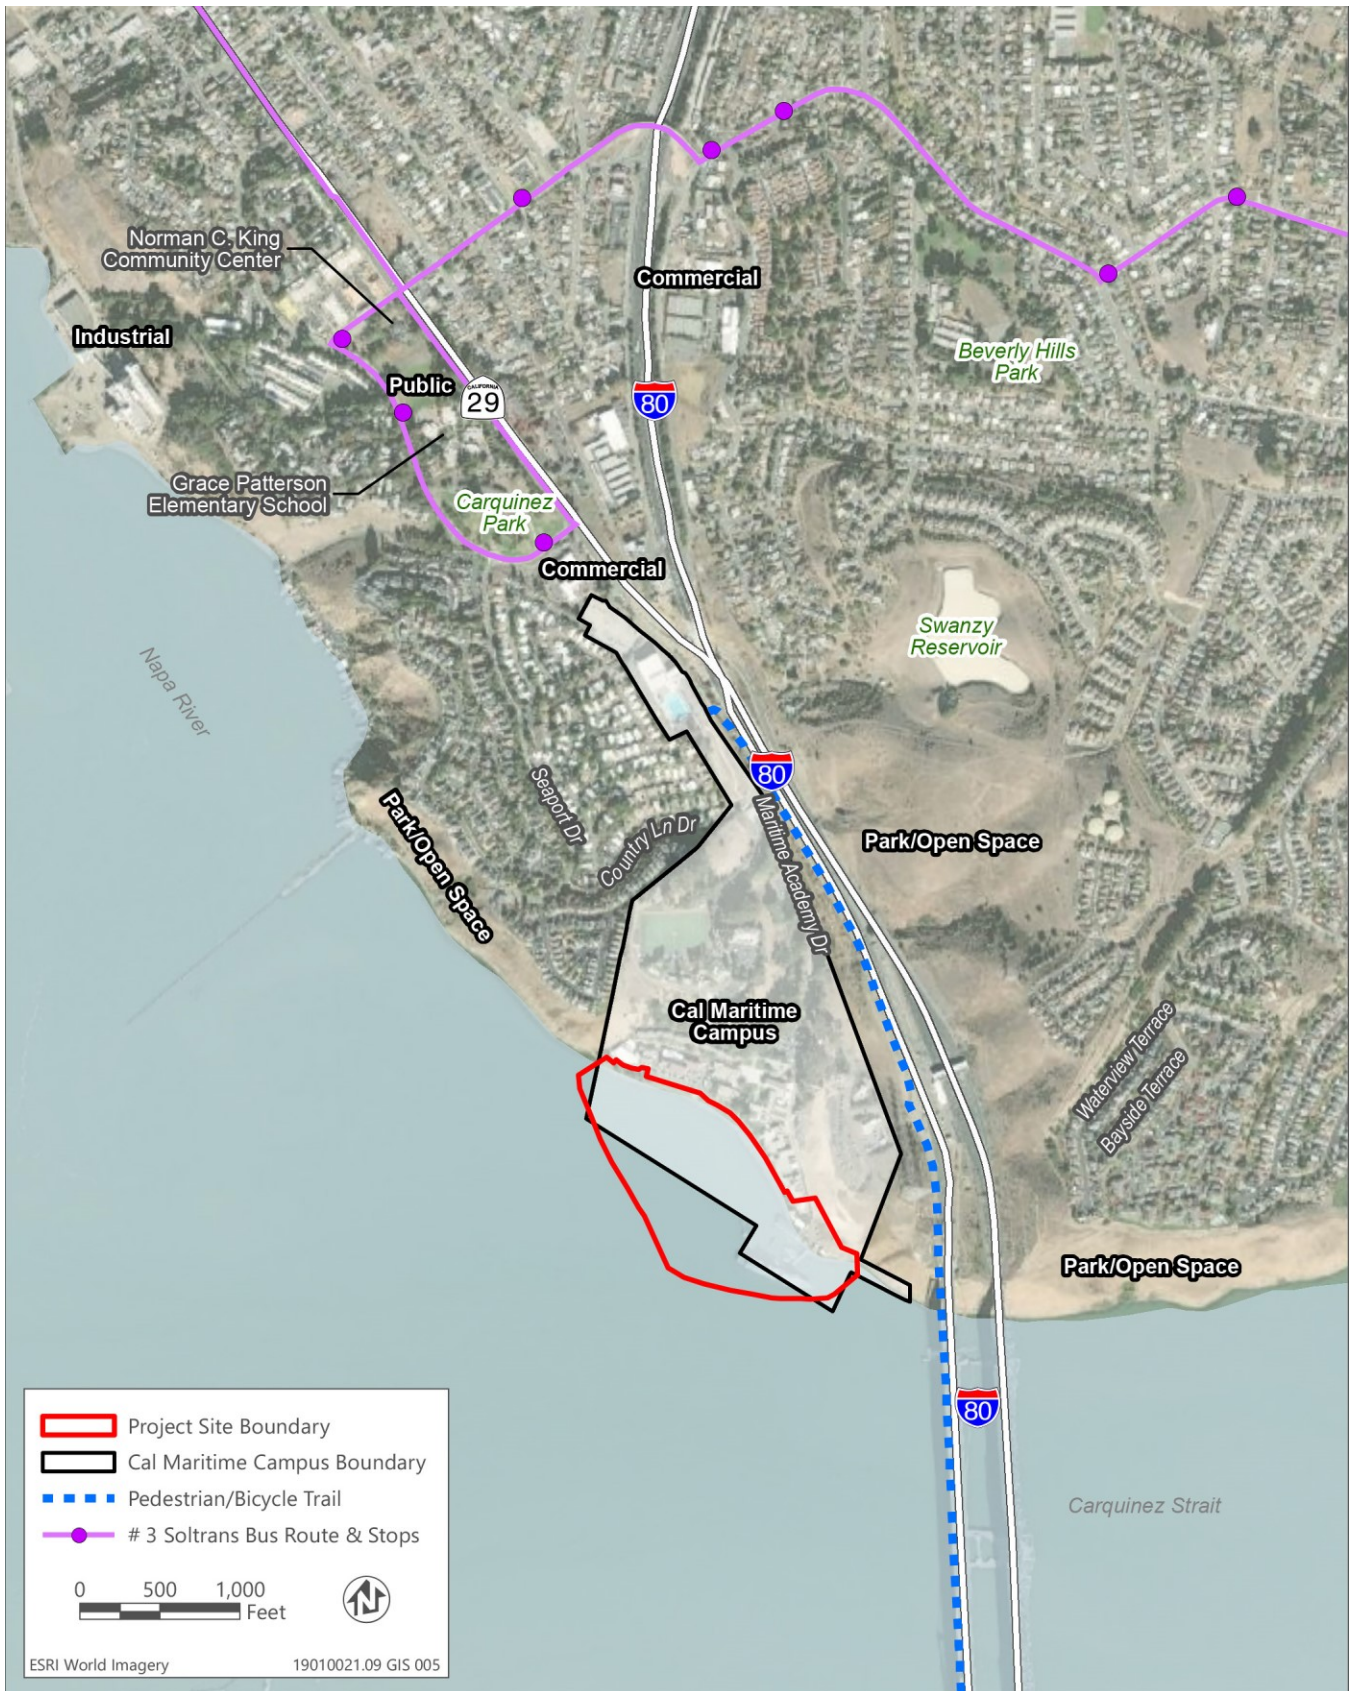 Norman C. King
Community Center
Commercial
Industrial
Beverly Hills
Park
Public
CALIFORNIA
29
80
Grace Patterson
Elementary School
Carquinez
Park
Commercial
Swanzy
Reservoir
Napa River
80
Seaport Dr
Country Ln Dr
Maritime Academy Dr
Park/Open Space
Park/Open Space
Cal Maritime
Campus
Waterview Terrace
Bayside Terrace
Park/Open Space
80
Carquinez Strait
Project Site Boundary
Cal Maritime Campus Boundary
Pedestrian/Bicycle Trail
# 3 Soltrans Bus Route & Stops
0 500 1,000
Feet
N
ESRI World Imagery 19010021.09 GIS 005